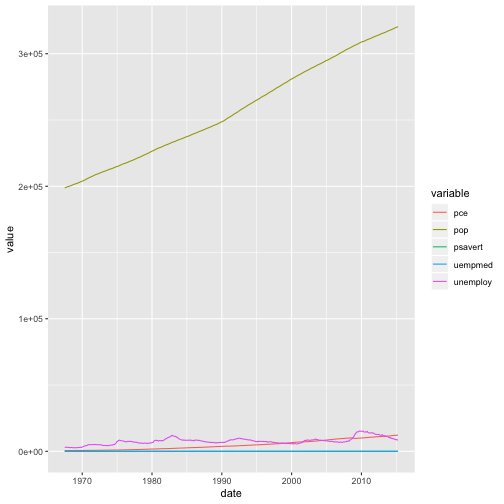 3e+05
2e+05
1e+05
0e+00
value
1970
1980
1990
2000
2010
date
variable
pce
pop
psavert
uempmed
unemploy